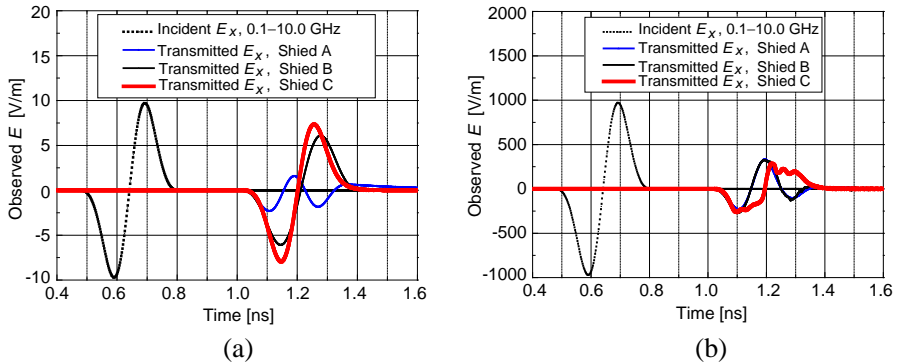 20
15
10
5
0
-5
-10
0.4 0.6 0.8 1.0 1.2 1.4 1.6
Observed E [V/m]
Time [ns]
Incident Ex, 0.1–10.0 GHz
Transmitted Ex, Shied A
Transmitted Ex, Shied B
Transmitted Ex, Shied C
(a)
2000
1500
1000
500
0
-500
-1000
0.4 0.6 0.8 1.0 1.2 1.4 1.6
Observed E [V/m]
Time [ns]
Incident Ex, 0.1–10.0 GHz
Transmitted Ex, Shied A
Transmitted Ex, Shied B
Transmitted Ex, Shied C
(b)